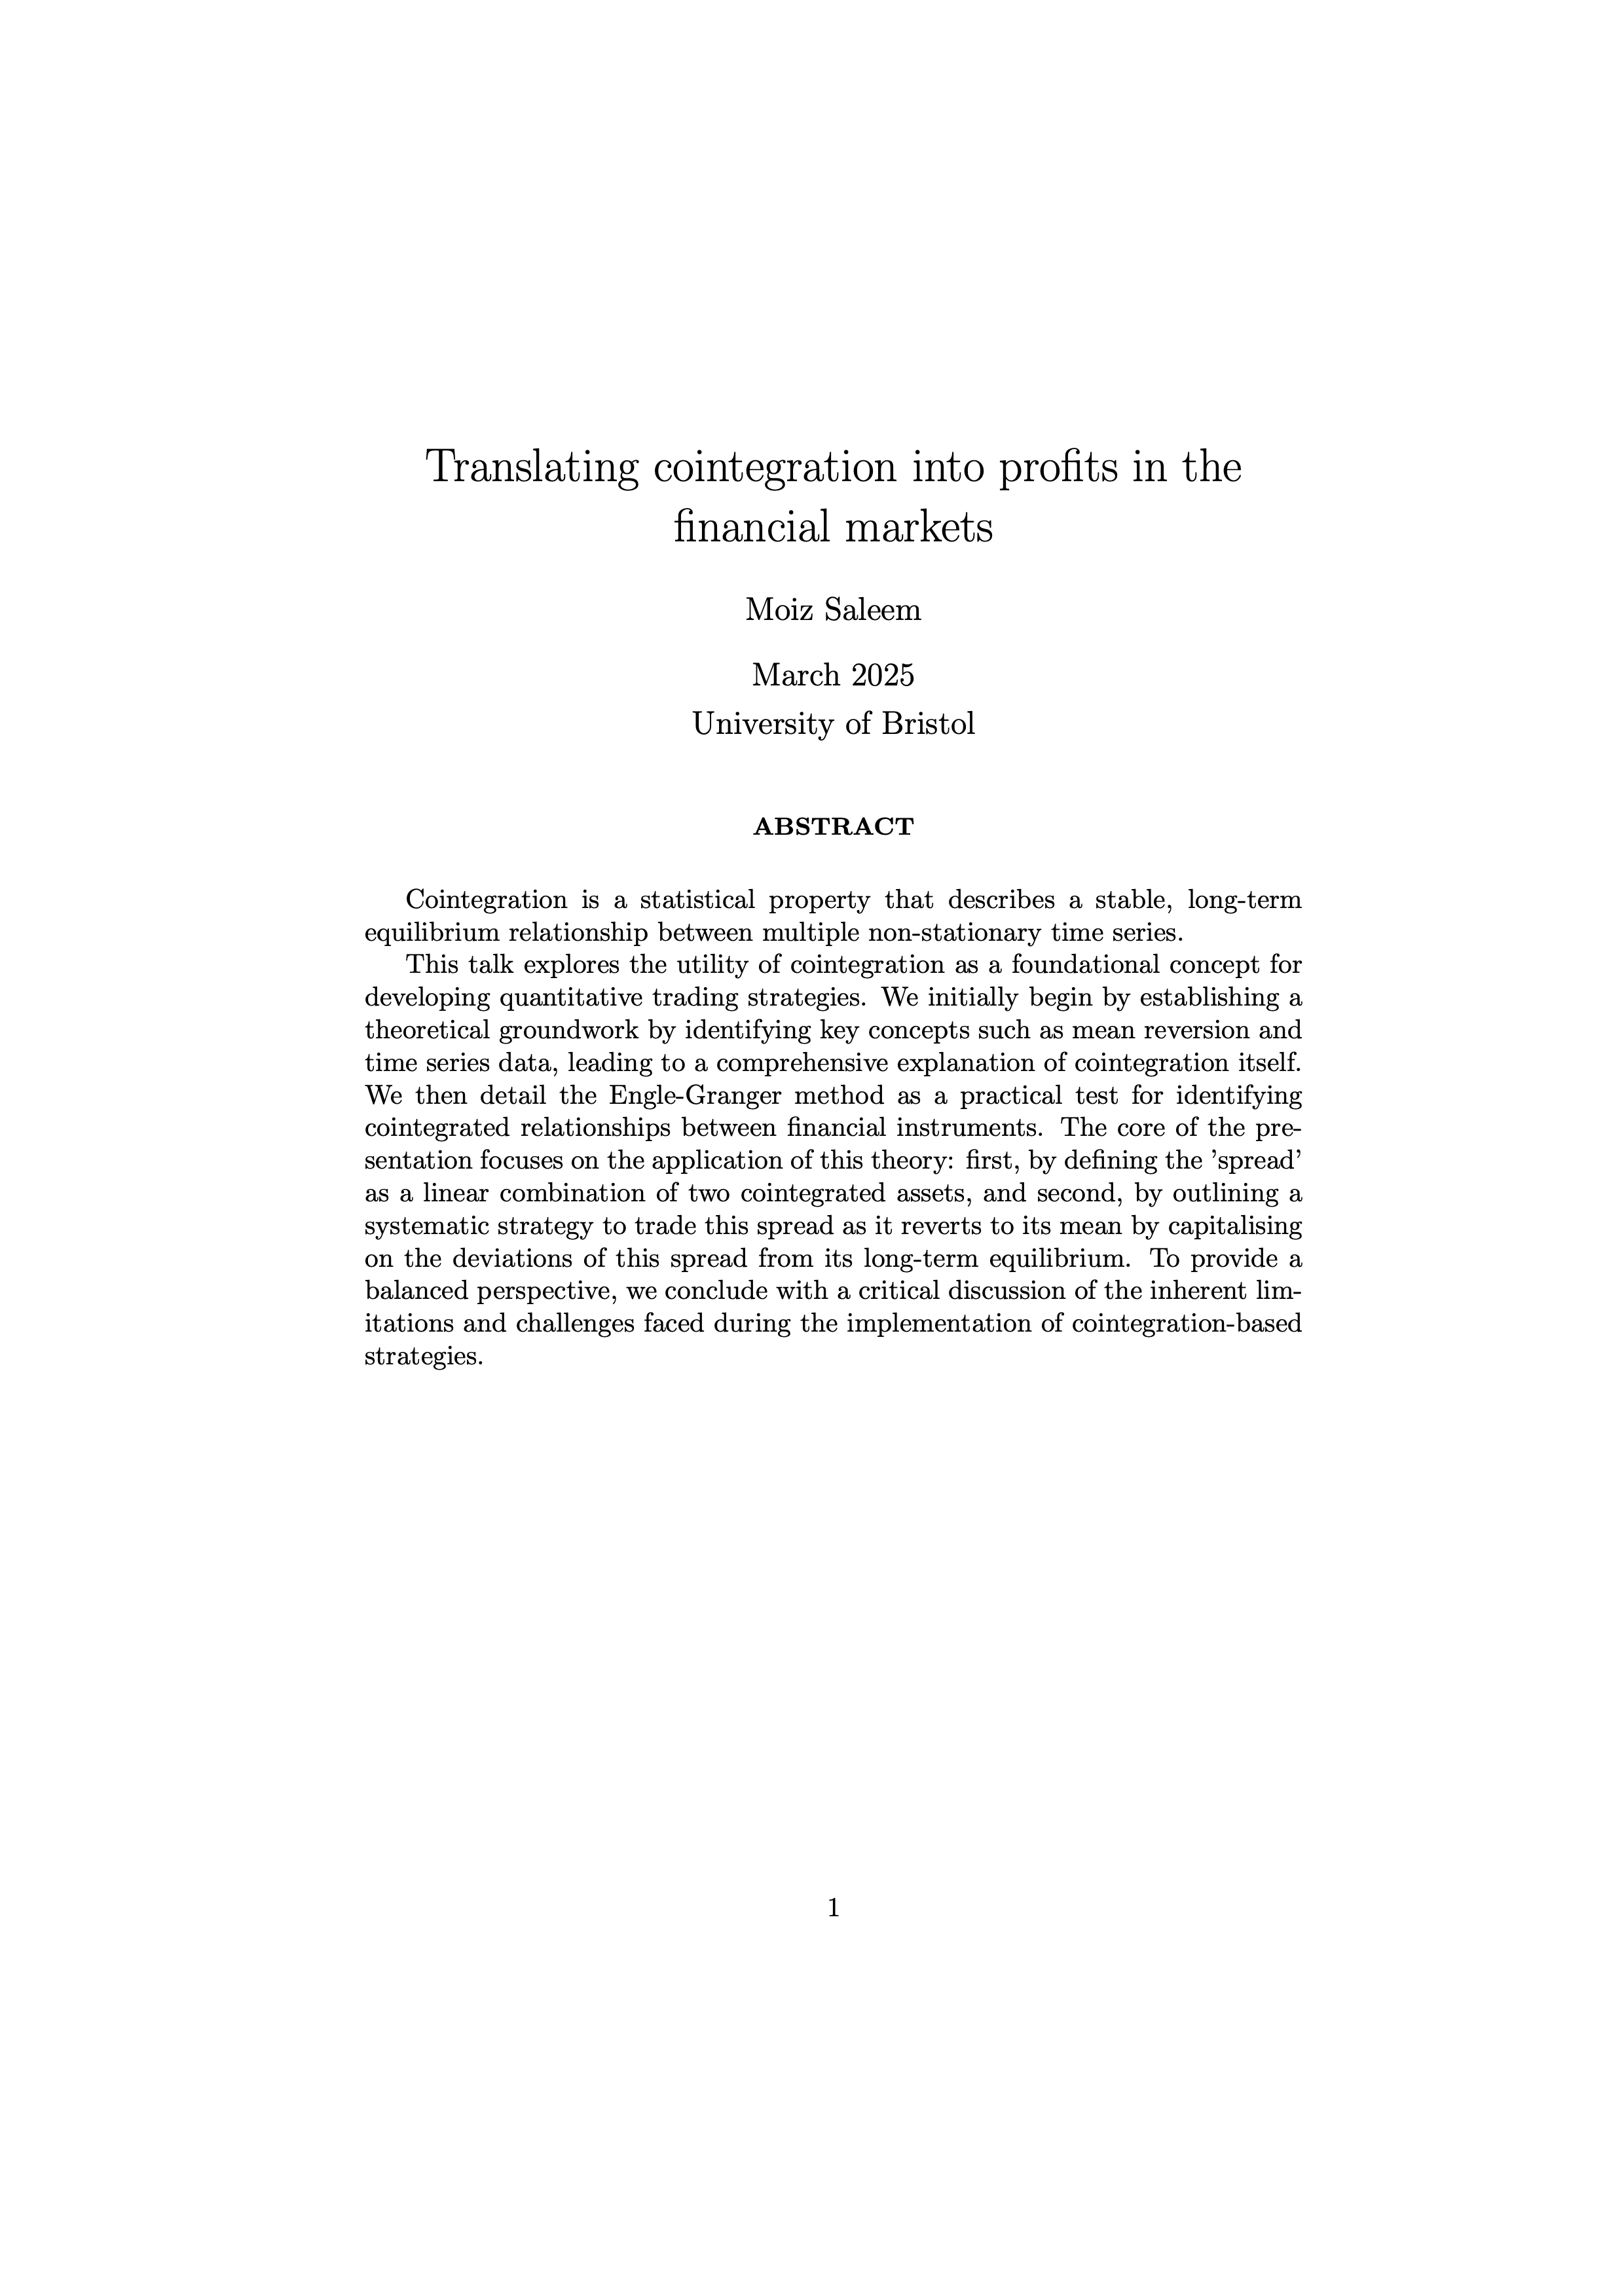 Translating cointegration into profits in the
financial markets
Moiz Saleem
March 2025
University of Bristol
ABSTRACT
Cointegration is a statistical property that describes a stable, long-term
equilibrium relationship between multiple non-stationary time series.
This talk explores the utility of cointegration as a foundational concept for
developing quantitative trading strategies. We initially begin by establishing a
theoretical groundwork by identifying key concepts such as mean reversion and
time series data, leading to a comprehensive explanation of cointegration itself.
We then detail the Engle-Granger method as a practical test for identifying
cointegrated relationships between financial instruments. The core of the pre-
sentation focuses on the application of this theory: first, by defining the ’spread’
as a linear combination of two cointegrated assets, and second, by outlining a
systematic strategy to trade this spread as it reverts to its mean by capitalising
on the deviations of this spread from its long-term equilibrium. To provide a
balanced perspective, we conclude with a critical discussion of the inherent lim-
itations and challenges faced during the implementation of cointegration-based
strategies.
1